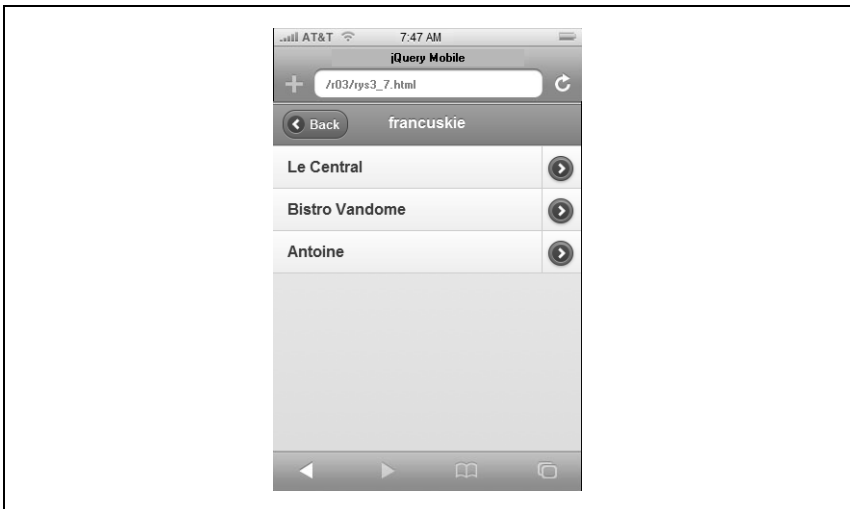 AT&T 7:47 AM
jQuery Mobile
/r03/rys3_7.html
Back francuskie
Le Central
Bistro Vandome
Antoine